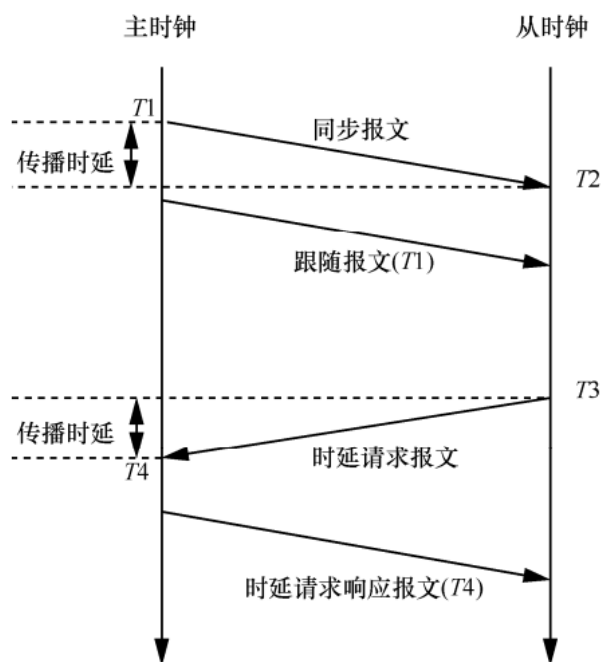 主时钟
从时钟
T1
同步报文
传播时延
T2
跟随报文(T1)
T3
传播时延
时延请求报文
T4
时延请求响应报文(T4)